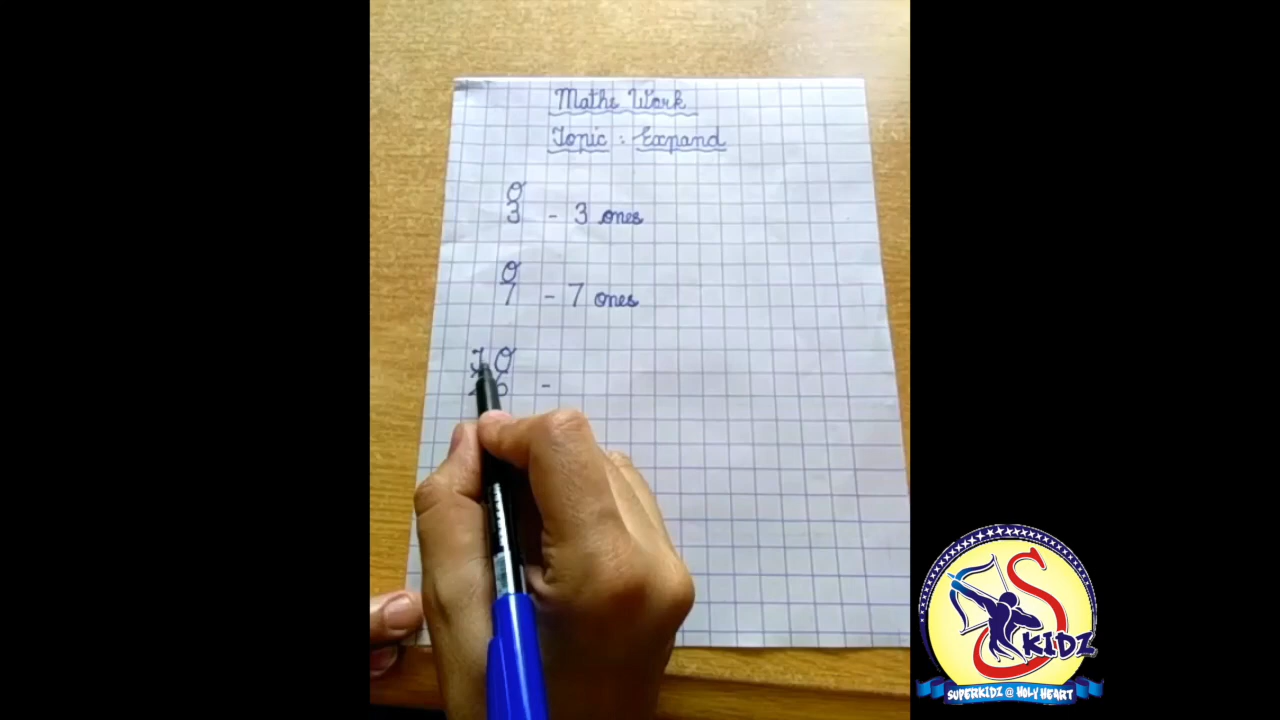 Maths Work
Topic : Expand
O
3 - 3 ones
O
7 - 7 ones
T O
-
S KIDZ
SUPERKIDZ @ HOLY HEART